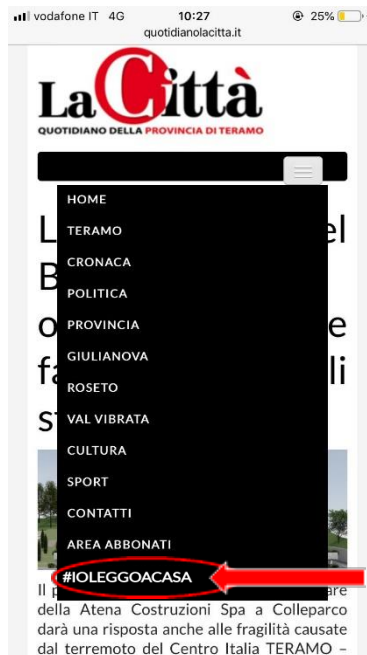 vodafone IT 4G 10:27 25%
quotidianolacitta.it
La Città
QUOTIDIANO DELLA PROVINCIA DI TERAMO
HOME
TERAMO
CRONACA
POLITICA
PROVINCIA
GIULIANOVA
ROSETO
VAL VIBRATA
CULTURA
SPORT
CONTATTI
AREA ABBONATI
#IOLEGGOACASA
della Atena Costruzioni Spa a Colleparco
darà una risposta anche alle fragilità causate
dal terremoto del Centro Italia TERAMO –